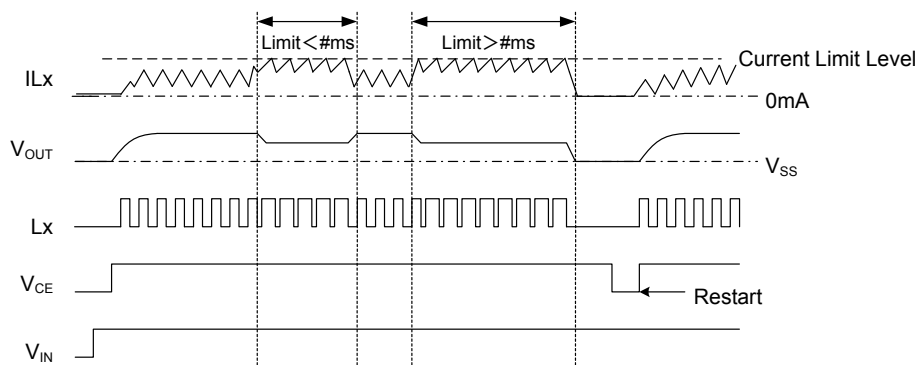 Limit＜#ms
Limit＞#ms
Current Limit Level
ILx
0mA
VOUT
VSS
Lx
VCE
Restart
VIN